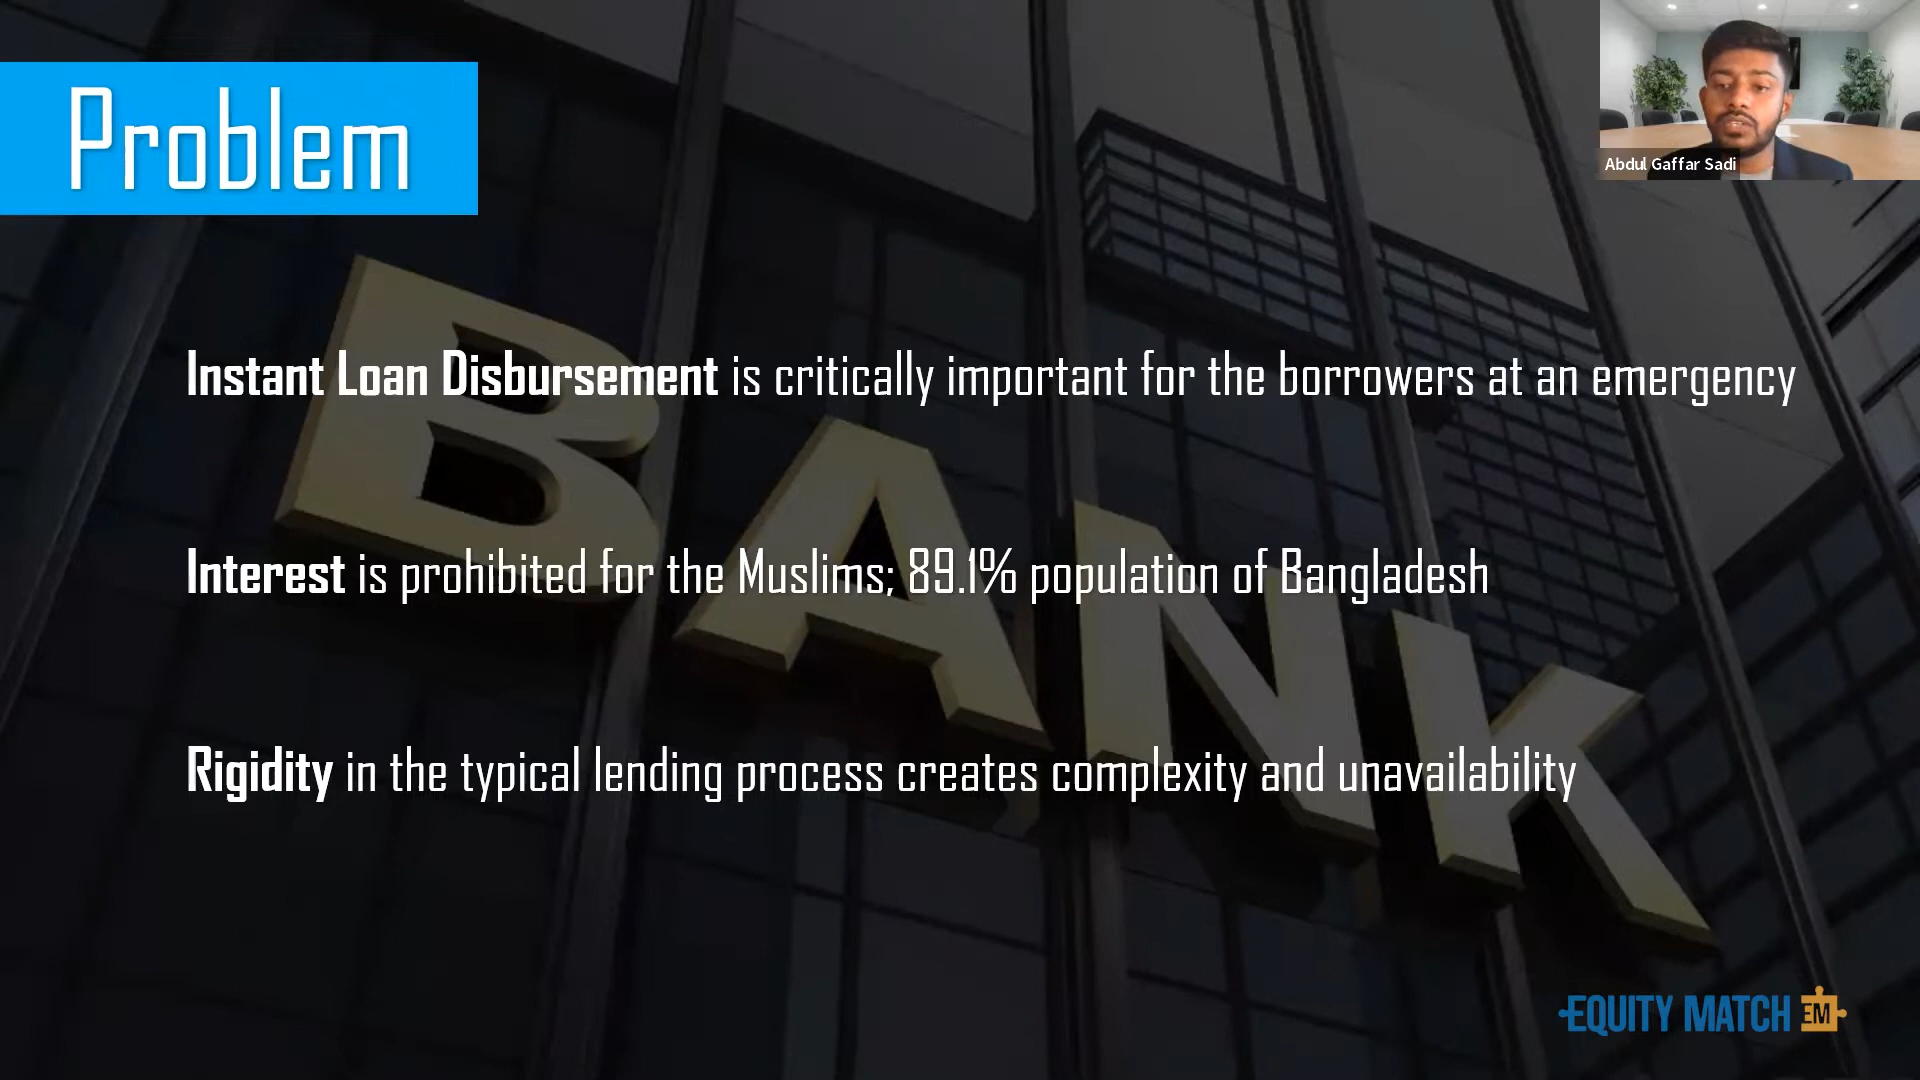 Problem
Abdul Gaffar Sadi
BANK
Instant Loan Disbursement is critically important for the borrowers at an emergency
Interest is prohibited for the Muslims; 89.1% population of Bangladesh
Rigidity in the typical lending process creates complexity and unavailability
EQUITY MATCH EM